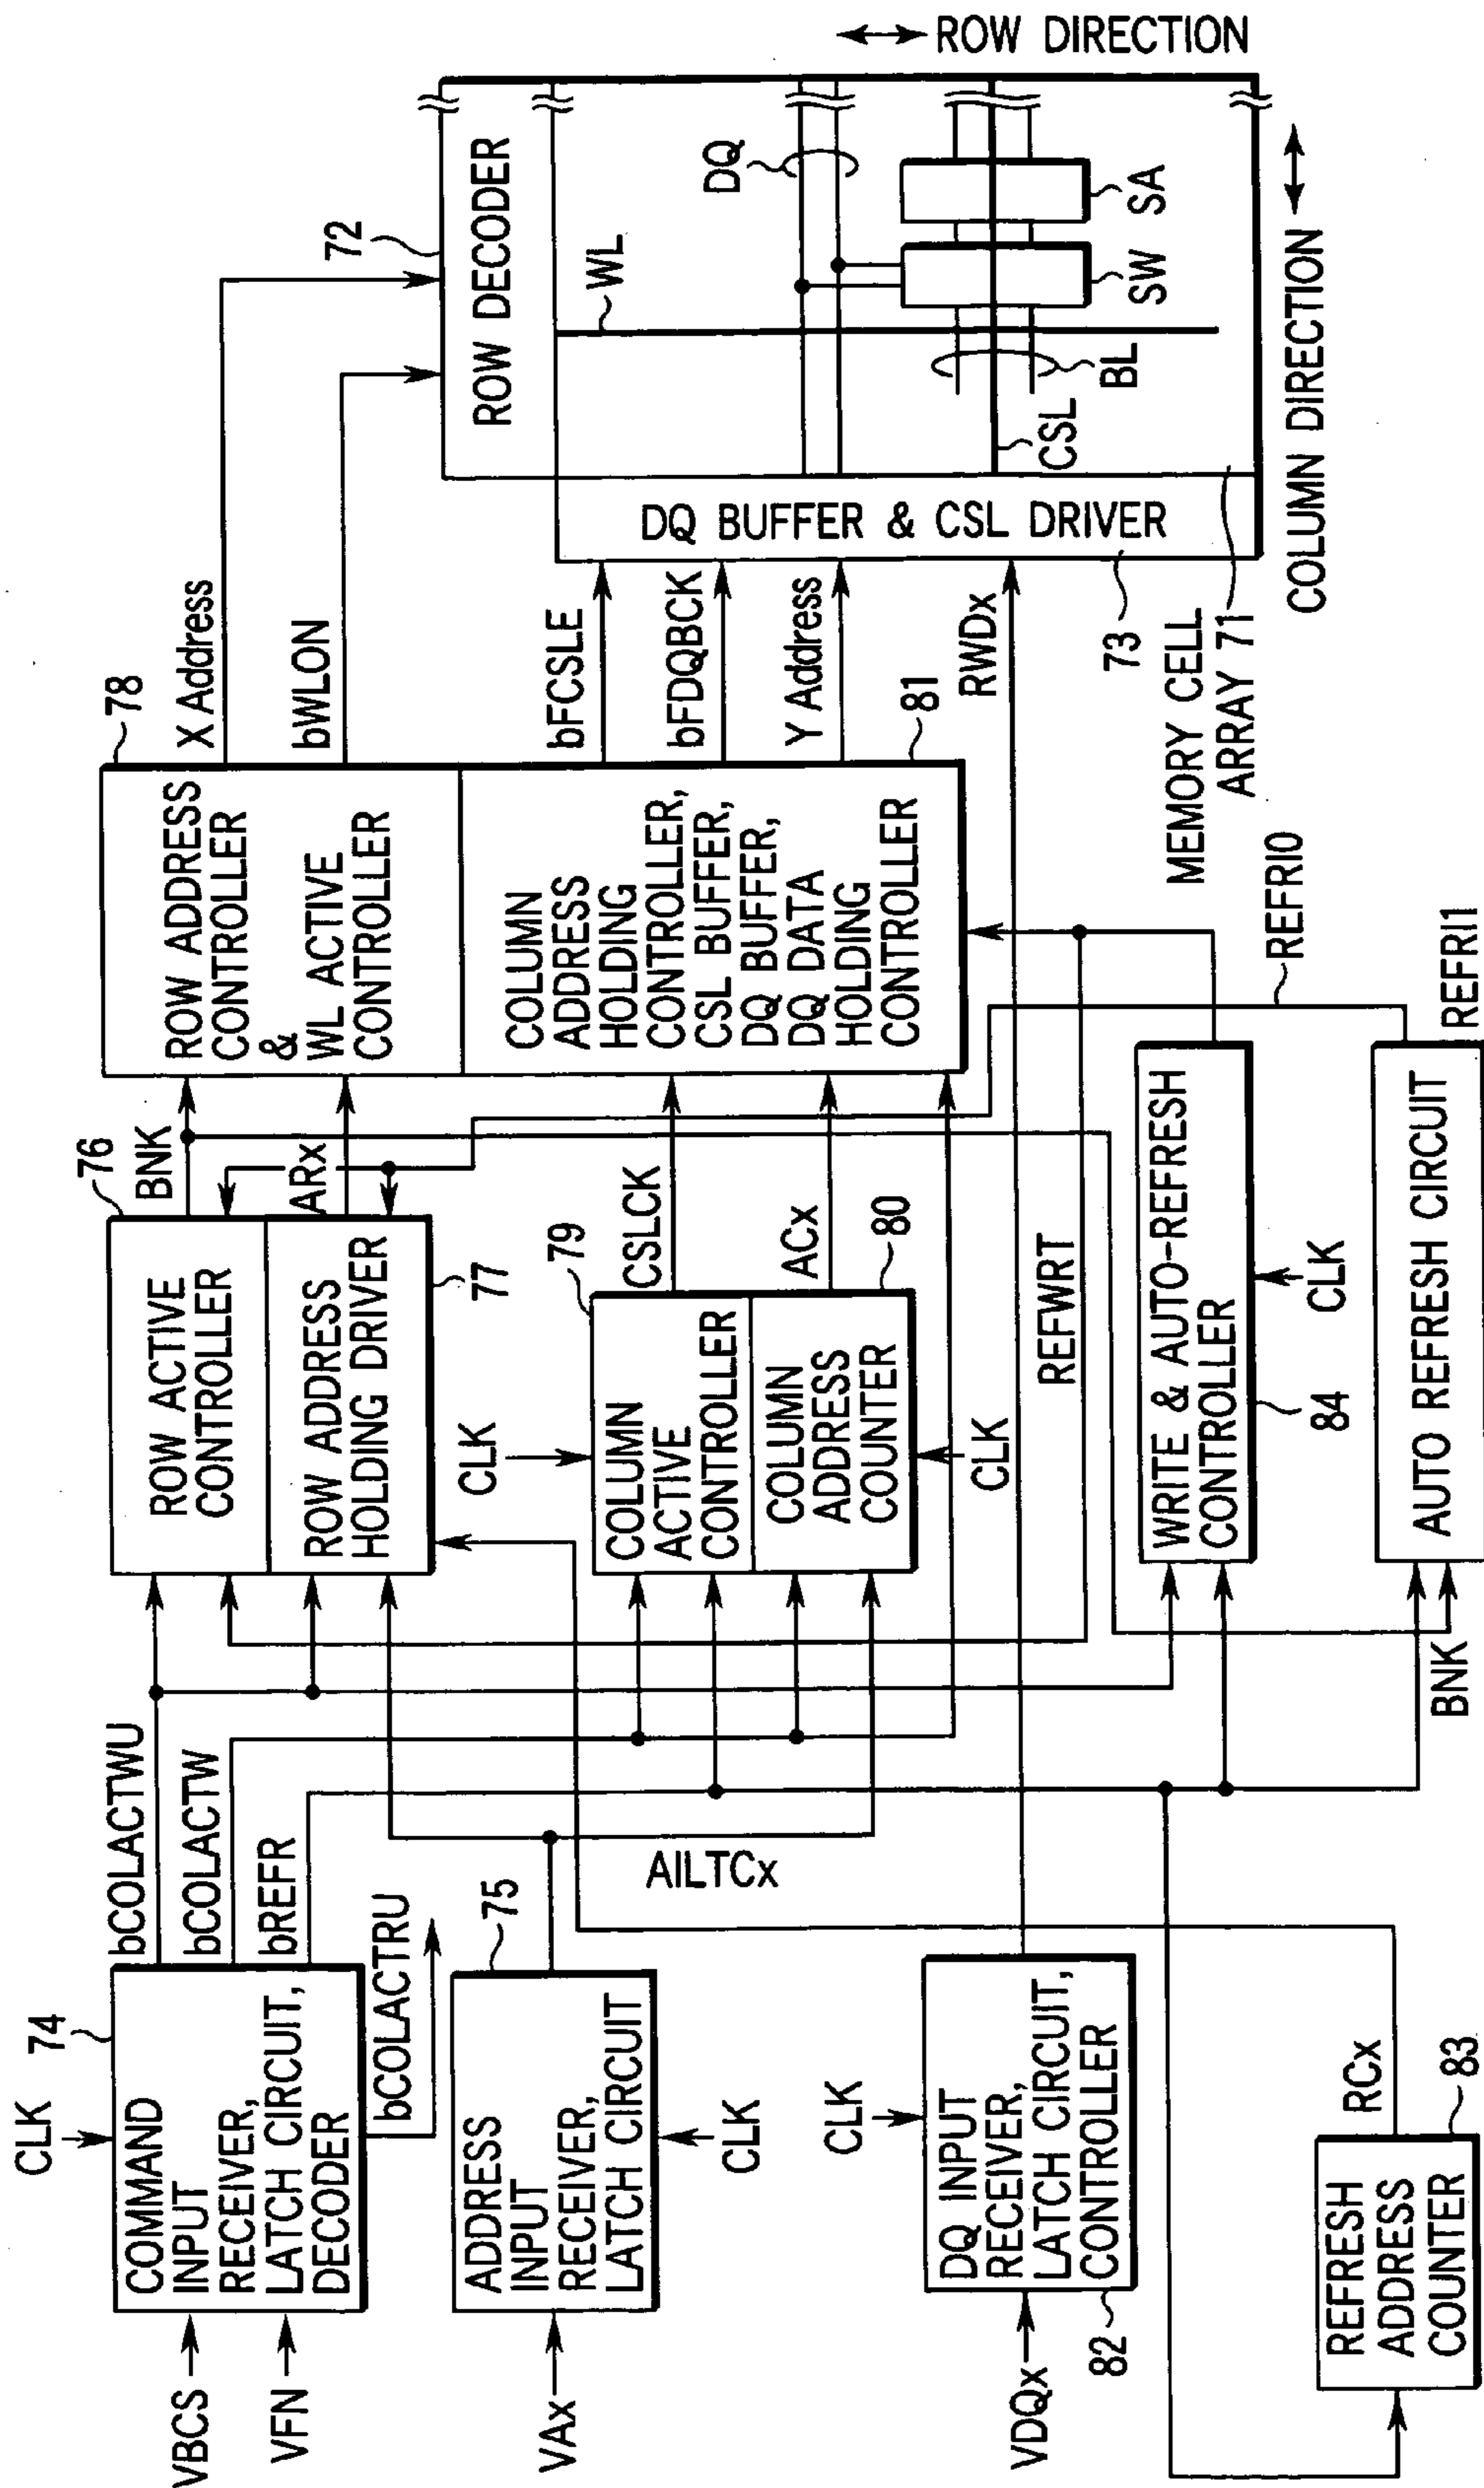 CLK
74
VBCS
VFN
COMMAND
INPUT
RECEIVER,
LATCH CIRCUIT,
DECODER
bCOLACTWU
bCOLACTW
bREFR
bCOLACTRU
75
VAx
ADDRESS
INPUT
RECEIVER,
LATCH CIRCUIT
CLK
AILTCx
CLK
VDQx
DQ INPUT
RECEIVER,
LATCH CIRCUIT,
CONTROLLER
82
REFRESH
ADDRESS
COUNTER
RCx
83
76
ROW ACTIVE
CONTROLLER
ROW ADDRESS
HOLDING DRIVER
77
BNK
ARx
CLK
79
COLUMN
ACTIVE
CONTROLLER
COLUMN
ADDRESS
COUNTER
80
CSLCK
ACx
CLK
REFWRT
WRITE & AUTO-REFRESH
CONTROLLER
84
CLK
BNK
AUTO REFRESH CIRCUIT
REFRI1
REFRI0
78
ROW ADDRESS
CONTROLLER
&
WL ACTIVE
CONTROLLER
COLUMN
ADDRESS
HOLDING
CONTROLLER,
CSL BUFFER,
DQ BUFFER,
DQ DATA
HOLDING
CONTROLLER
81
X Address
bWLON
bFCSLE
bFDQBCK
Y Address
RWDx
72
ROW DECODER
DQ BUFFER & CSL DRIVER
73
MEMORY CELL
ARRAY 71
WL
DQ
CSL
BL
SW
SA
COLUMN DIRECTION
ROW DIRECTION